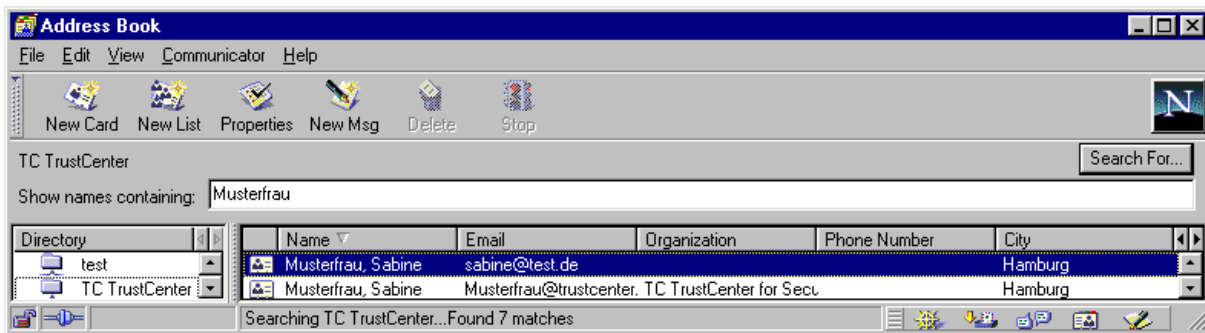 Address Book
File Edit View Communicator Help
N
New Card New List Properties New Msg Delete Stop
TC TrustCenter Search For...
Show names containing: Musterfrau
Directory Name Email Organization Phone Number City
test Musterfrau, Sabine sabine@test.de Hamburg
TC TrustCenter Musterfrau, Sabine Musterfrau@trustcenter. TC TrustCenter for Secu Hamburg
Searching TC TrustCenter...Found 7 matches